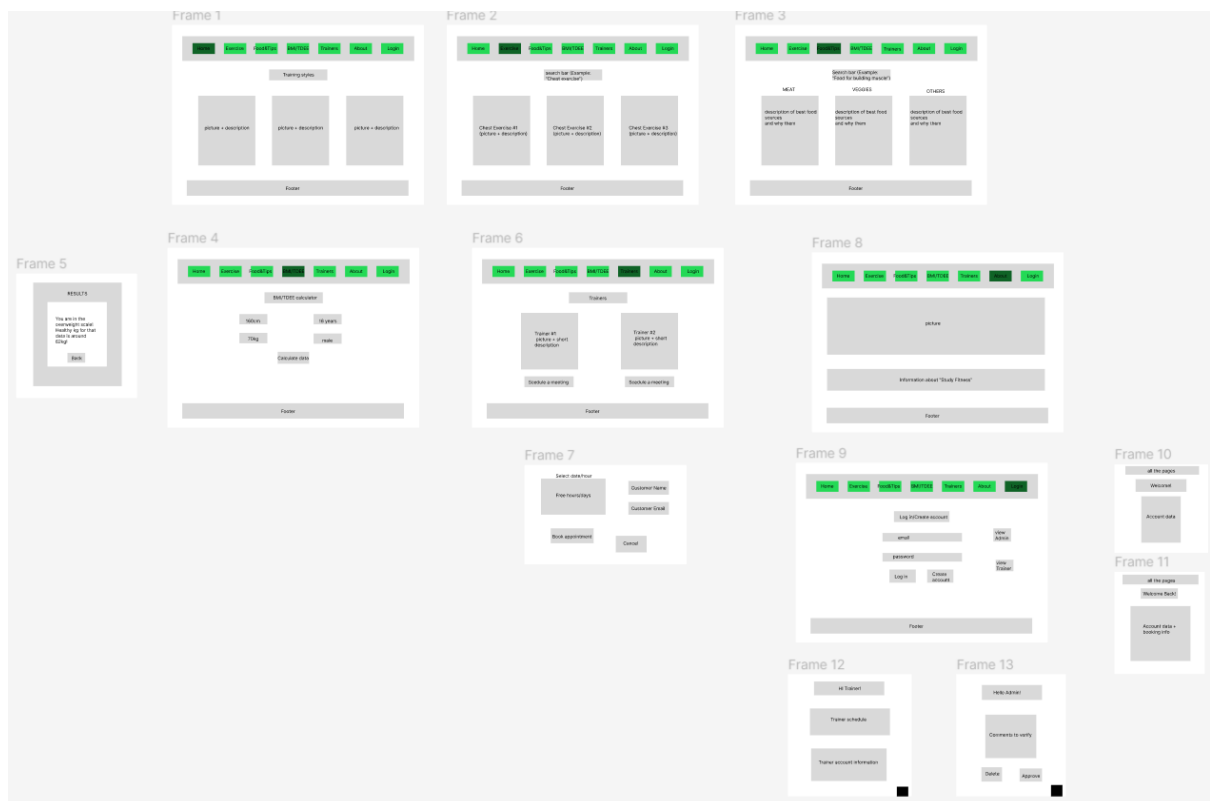 Frame 1
Home
Exercise
Food&Tips
BMI/TDEE
Trainers
About
Login
Training styles
picture + description
picture + description
picture + description
Footer
Frame 2
Home
Exercise
Food&Tips
BMI/TDEE
Trainers
About
Login
search bar (Example:
"Chest exercise")
Chest Exercise #1
(picture + description)
Chest Exercise #2
(picture + description)
Chest Exercise #3
(picture + description)
Footer
Frame 3
Home
Exercise
Food&Tips
BMI/TDEE
Trainers
About
Login
Search bar (Example:
"Food for building muscle")
MEAT
VEGGIES
OTHERS
description of beat food
sources
and why them
description of beat food
sources
and why them
description of beat food
sources
and why them
Footer
Frame 5
RESULTS
You are in the
overweight scale!
Healthy kg for that
data is around
62kg!
Back
Frame 4
Home
Exercise
Food&Tips
BMI/TDEE
Trainers
About
Login
BMI/TDEE calculator
160cm
18 years
70kg
male
Calculate data
Footer
Frame 6
Home
Exercise
Food&Tips
BMI/TDEE
Trainers
About
Login
Trainers
Trainer #1
picture + short
description
Trainer #2
picture + short
description
Scedule a meeting
Scedule a meeting
Footer
Frame 8
Home
Exercise
Food&Tips
BMI/TDEE
Trainers
About
Login
picture
Information about "Study Fitness"
Footer
Frame 7
Select date/hour
Free hours/days
Customer Name
Customer Email
Book appointment
Cancel
Frame 9
Home
Exercise
Food&Tips
BMI/TDEE
Trainers
About
Login
Log in/Create account
email
password
Log in
Create
account
view
Admin
view
Trainer
Footer
Frame 10
all the pages
Welcome!
Account data
Frame 11
all the pages
Welcome Back!
Account data +
booking info
Frame 12
Hi Trainer!
Trainer schedule
Trainer account information
Frame 13
Hello Admin!
Comments to verify
Delete
Approve